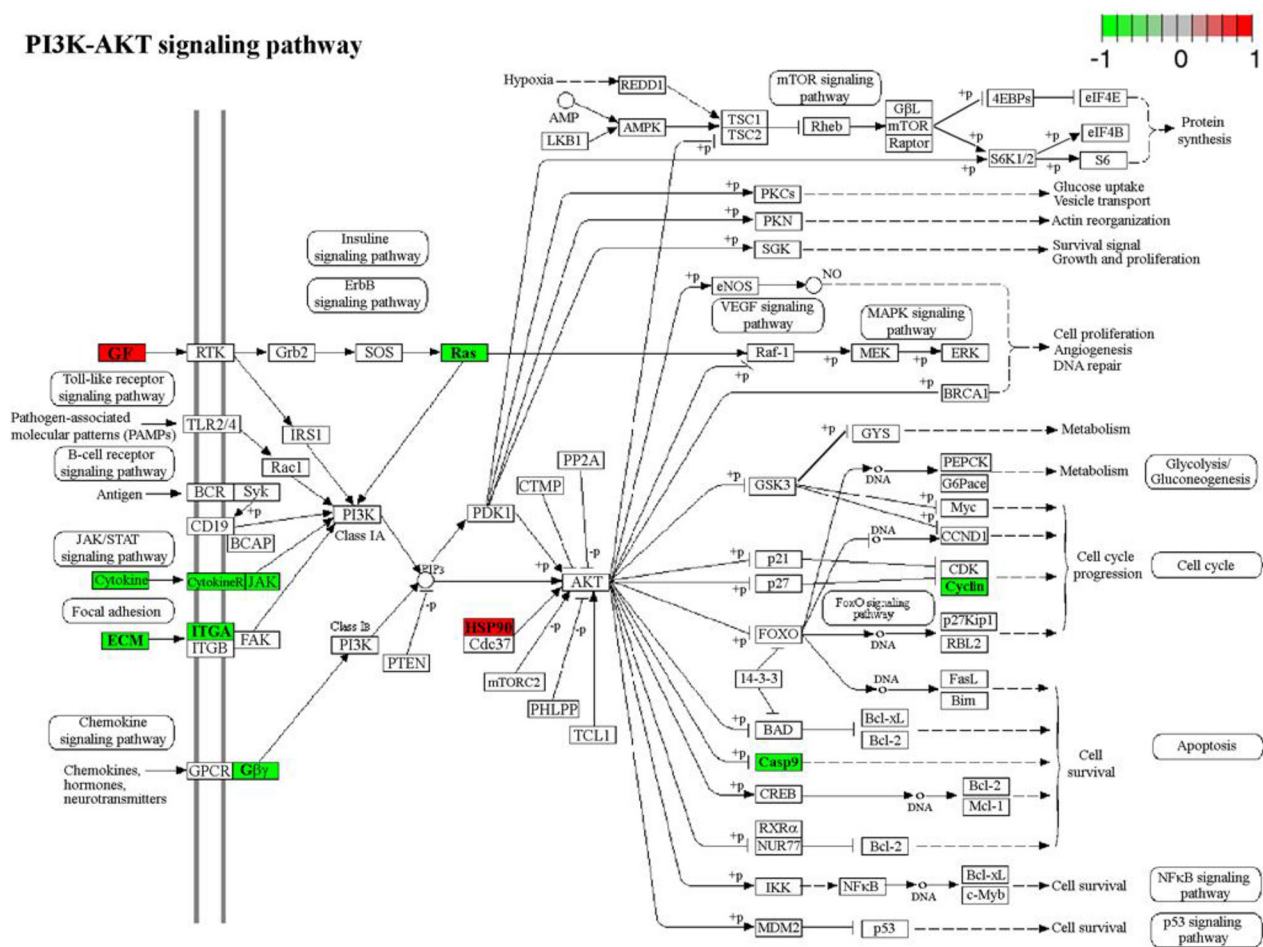 PI3K-AKT signaling pathway
-1
0
1
Hypoxia
REDD1
mTOR signaling
pathway
AMP
LKB1
AMPK
TSC1
TSC2
Rheb
GβL
mTOR
Raptor
+p
4EBPs
eIF4E
+p
S6K1/2
+p
+p
eIF4B
+p
S6
Protein
synthesis
+p
+p
PKCs
Glucose uptake
Vesicle transport
+p
PKN
Actin reorganization
+p
SGK
Survival signal
Growth and proliferation
Insuline
signaling pathway
ErbB
signaling pathway
+p
eNOS
NO
VEGF signaling
pathway
MAPK signaling
pathway
GF
RTK
Grb2
SOS
Ras
Raf-1
+p
MEK
+p
ERK
+p
+p
BRCA1
Cell proliferation
Angiogenesis
DNA repair
Toll-like receptor
signaling pathway
Pathogen-associated
molecular patterns (PAMPs)
TLR2/4
IRS1
B-cell receptor
signaling pathway
Rac1
Antigen
BCR
Syk
+p
CD19
BCAP
PI3K
Class IA
PDK1
CTMP
PP2A
+p
GSK3
+p
GYS
Metabolism
DNA
PEPCK
G6Pace
Metabolism
Glycolysis/
Gluconeogenesis
+p
Myc
+p
DNA
CCND1
JAK/STAT
signaling pathway
Cytokine
CytokineR
JAK
PIP3
-p
+p
-p
AKT
+p
p21
+p
p27
CDK
Cyclin
Cell cycle
progression
Cell cycle
Focal adhesion
ECM
ITGA
ITGB
FAK
Class Ib
PI3K
PTEN
HSP90
Cdc37
-p
-p
mTORC2
PHLPP
TCL1
FoxO signaling
pathway
+p
FOXO
DNA
p27Kip1
RBL2
14-3-3
DNA
FasL
Bim
Chemokine
signaling pathway
Chemokines,
hormones,
neurotransmitters
GPCR
Gβγ
+p
BAD
Bcl-xL
Bcl-2
+p
Casp9
Cell
survival
Apoptosis
+p
CREB
DNA
Bcl-2
Mcl-1
+p
RXRα
NUR77
Bcl-2
+p
IKK
NFκB
DNA
Bcl-xL
c-Myb
Cell survival
NFκB signaling
pathway
+p
MDM2
p53
Cell survival
p53 signaling
pathway